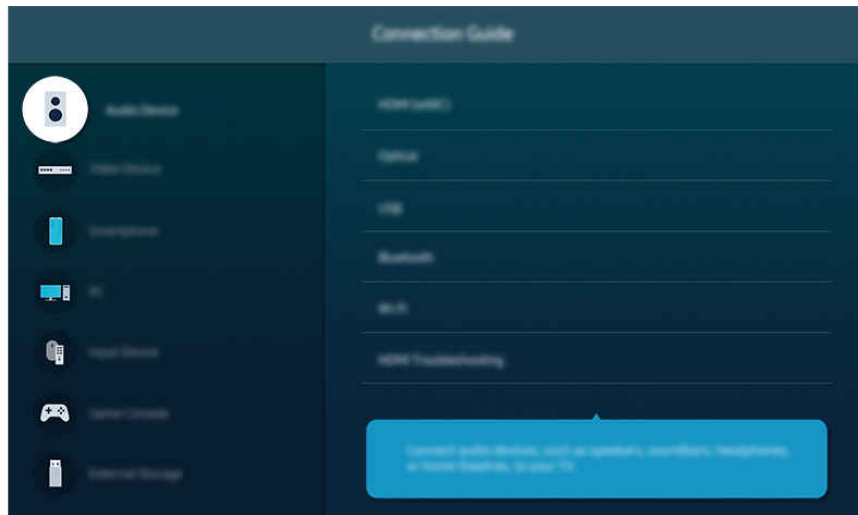 Connection Guide
Audio Device
Video Device
Smartphone
PC
Input Device
Game Console
External Storage
HDMI (eARC)
Optical
USB
Bluetooth
Wi-Fi
HDMI Troubleshooting
Connect audio devices, such as speakers, soundbars, headphones,
or home theatres, to your TV.